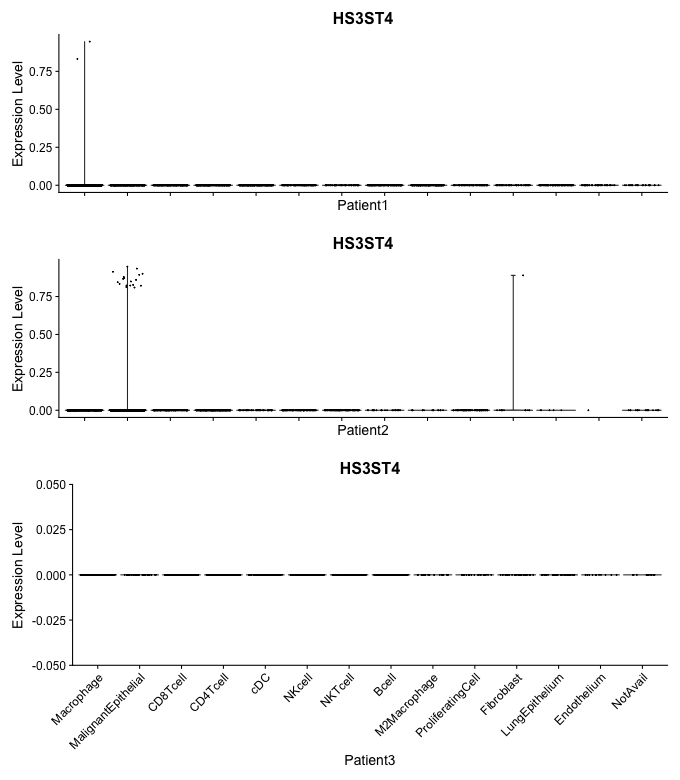 HS3ST4
Expression Level
0.75
0.50
0.25
0.00
Patient1
HS3ST4
Expression Level
0.75
0.50
0.25
0.00
Patient2
HS3ST4
Expression Level
0.050
0.025
0.000
-0.025
-0.050
Macrophage
MalignantEpithelial
CD8Tcell
CD4Tcell
cDC
NKcell
NKTcell
Bcell
M2Macrophage
ProliferatingCell
Fibroblast
LungEpithelium
Endothelium
NotAvail
Patient3